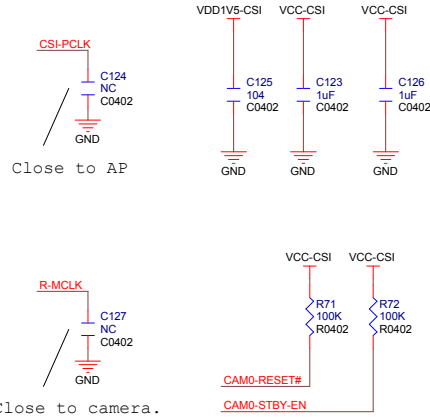 VDD1V5-CSI VCC-CSI VCC-CSI
CSI-PCLK
C124
NC
C0402
C125
104
C0402
C123
1uF
C0402
C126
1uF
C0402
GND
GND
GND
GND
Close to AP
VCC-CSI VCC-CSI
R-MCLK
C127
NC
C0402
R71
100K
R0402
R72
100K
R0402
GND
CAM0-RESET#
Close to camera.
CAM0-STBY-EN